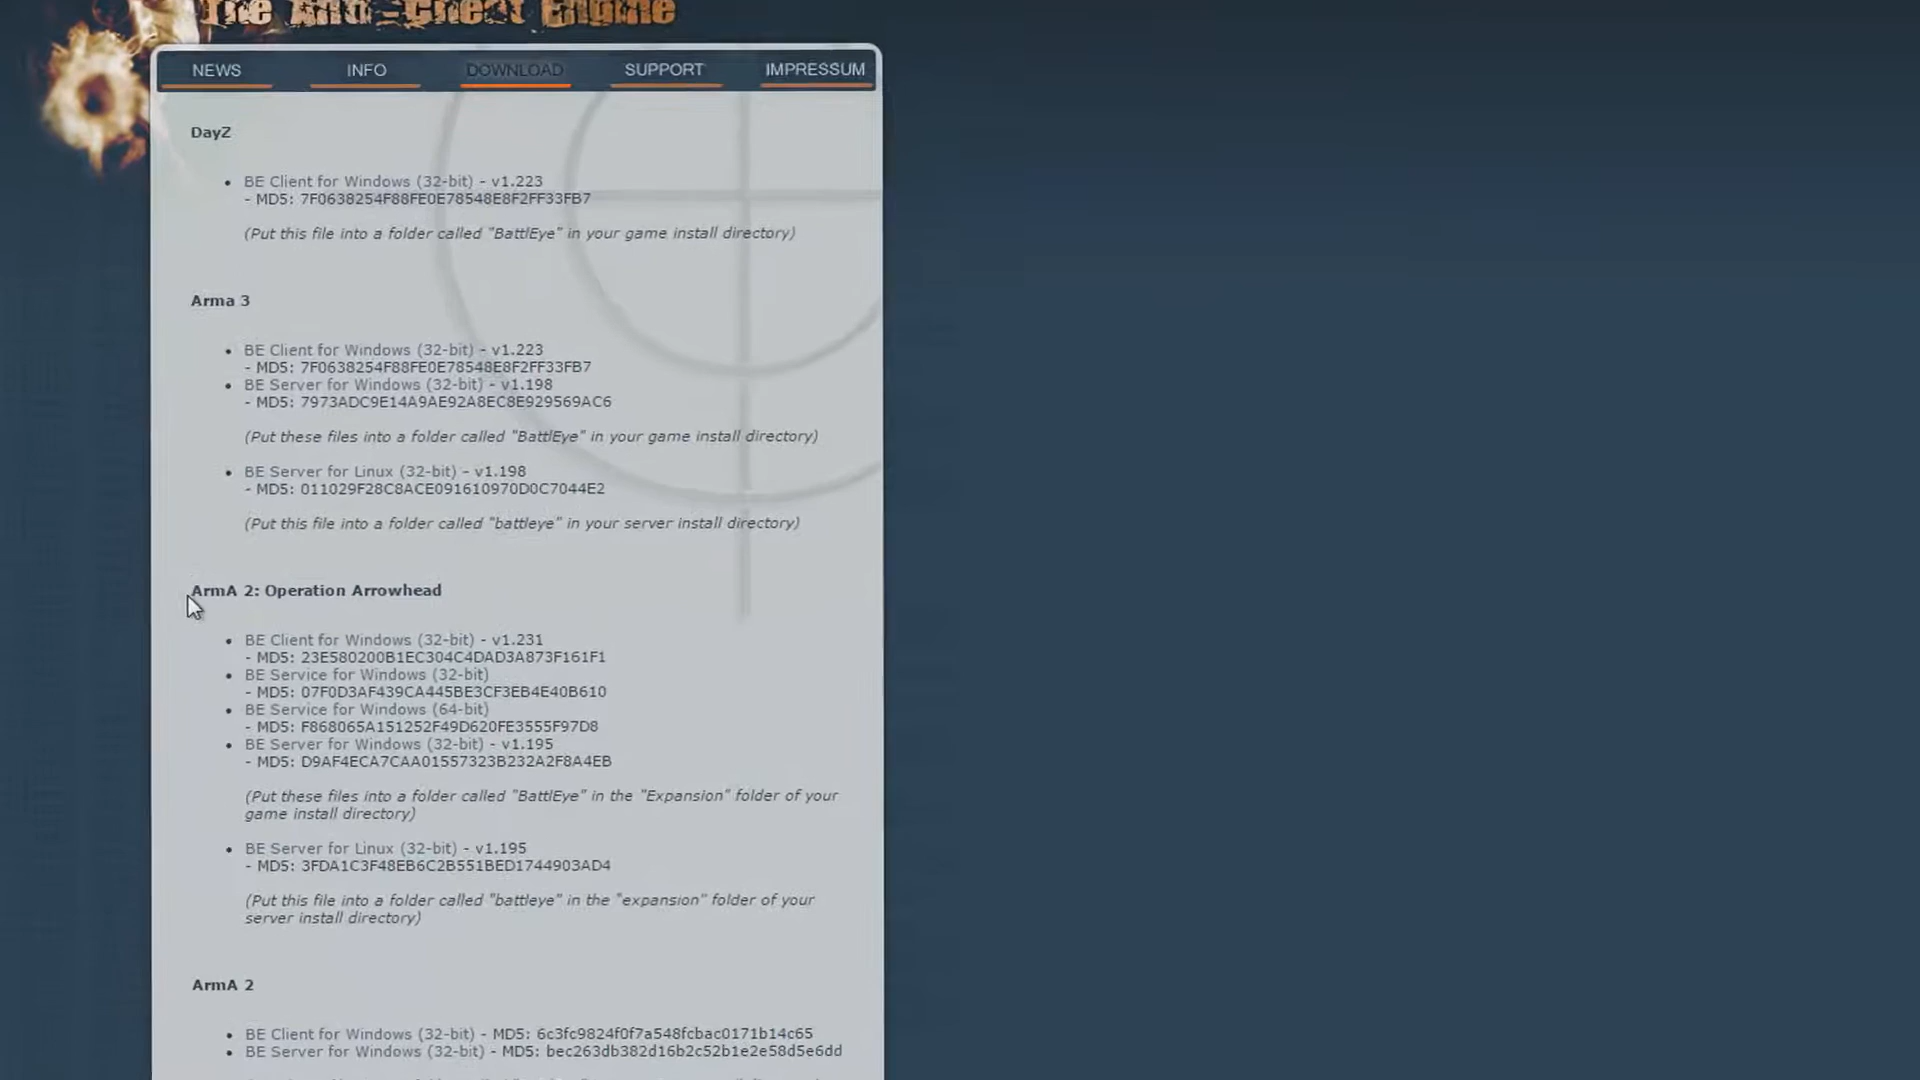 The Anti-Cheat Engine
NEWS INFO DOWNLOAD SUPPORT IMPRESSUM
DayZ
• BE Client for Windows (32-bit) - v1.223
- MD5: 7F0638254F88FE0E78548E8F2FF33FB7
(Put this file into a folder called "BattlEye" in your game install directory)
Arma 3
• BE Client for Windows (32-bit) - v1.223
- MD5: 7F0638254F88FE0E78548E8F2FF33FB7
• BE Server for Windows (32-bit) - v1.198
- MD5: 7973ADC9E14A9AE92A8EC8E929569AC6
(Put these files into a folder called "BattlEye" in your game install directory)
• BE Server for Linux (32-bit) - v1.198
- MD5: 011029F28C8ACE091610970D0C7044E2
(Put this file into a folder called "battleye" in your server install directory)
ArmA 2: Operation Arrowhead
• BE Client for Windows (32-bit) - v1.231
- MD5: 23E580200B1EC304C4DAD3A873F161F1
• BE Service for Windows (32-bit)
- MD5: 07F0D3AF439CA445BE3CF3EB4E40B610
• BE Service for Windows (64-bit)
- MD5: F868065A151252F49D620FE3555F97D8
• BE Server for Windows (32-bit) - v1.195
- MD5: D9AF4ECA7CAA01557323B232A2F8A4EB
(Put these files into a folder called "BattlEye" in the "Expansion" folder of your
game install directory)
• BE Server for Linux (32-bit) - v1.195
- MD5: 3FDA1C3F48EB6C2B551BED1744903AD4
(Put this file into a folder called "battleye" in the "expansion" folder of your
server install directory)
ArmA 2
• BE Client for Windows (32-bit) - MD5: 6c3fc9824f0f7a548fcbac0171b14c65
• BE Server for Windows (32-bit) - MD5: bec263db382d16b2c52b1e2e58d5e6dd